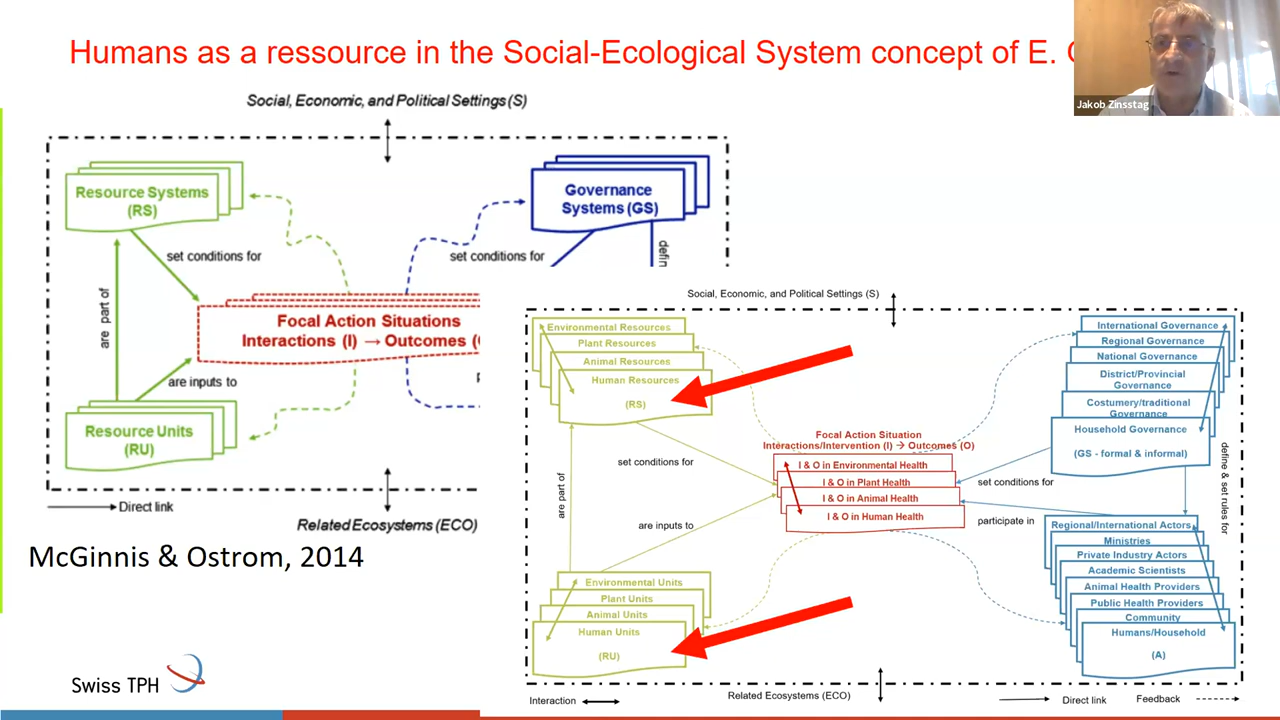 Humans as a ressource in the Social-Ecological System concept of E.
Jakob Zinsstag
Social, Economic, and Political Settings (S)
Resource Systems
(RS)
Governance
Systems (GS)
set conditions for
set conditions for
are part of
Focal Action Situations
Interactions (I) → Outcomes
are inputs to
Resource Units
(RU)
Direct link
Related Ecosystems (ECO)
McGinnis & Ostrom, 2014
Swiss TPH
Social, Economic, and Political Settings (S)
Environmental Resources
Plant Resources
Animal Resources
Human Resources
(RS)
International Governance
Regional Governance
National Governance
District/Provincial
Governance
Costumery/traditional
Governance
Household Governance
(GS - formal & informal)
Focal Action Situation
Interactions/Intervention (I) → Outcomes (O)
I & O in Environmental Health
I & O in Plant Health
I & O in Animal Health
I & O in Human Health
set conditions for
set conditions for
are part of
are inputs to
participate in
define & set rules for
Environmental Units
Plant Units
Animal Units
Human Units
(RU)
Regional/International Actors
Ministries
Private Industry Actors
Academic Scientists
Animal Health Providers
Public Health Providers
Community
Humans/Household
(A)
Related Ecosystems (ECO)
Interaction
Direct link
Feedback